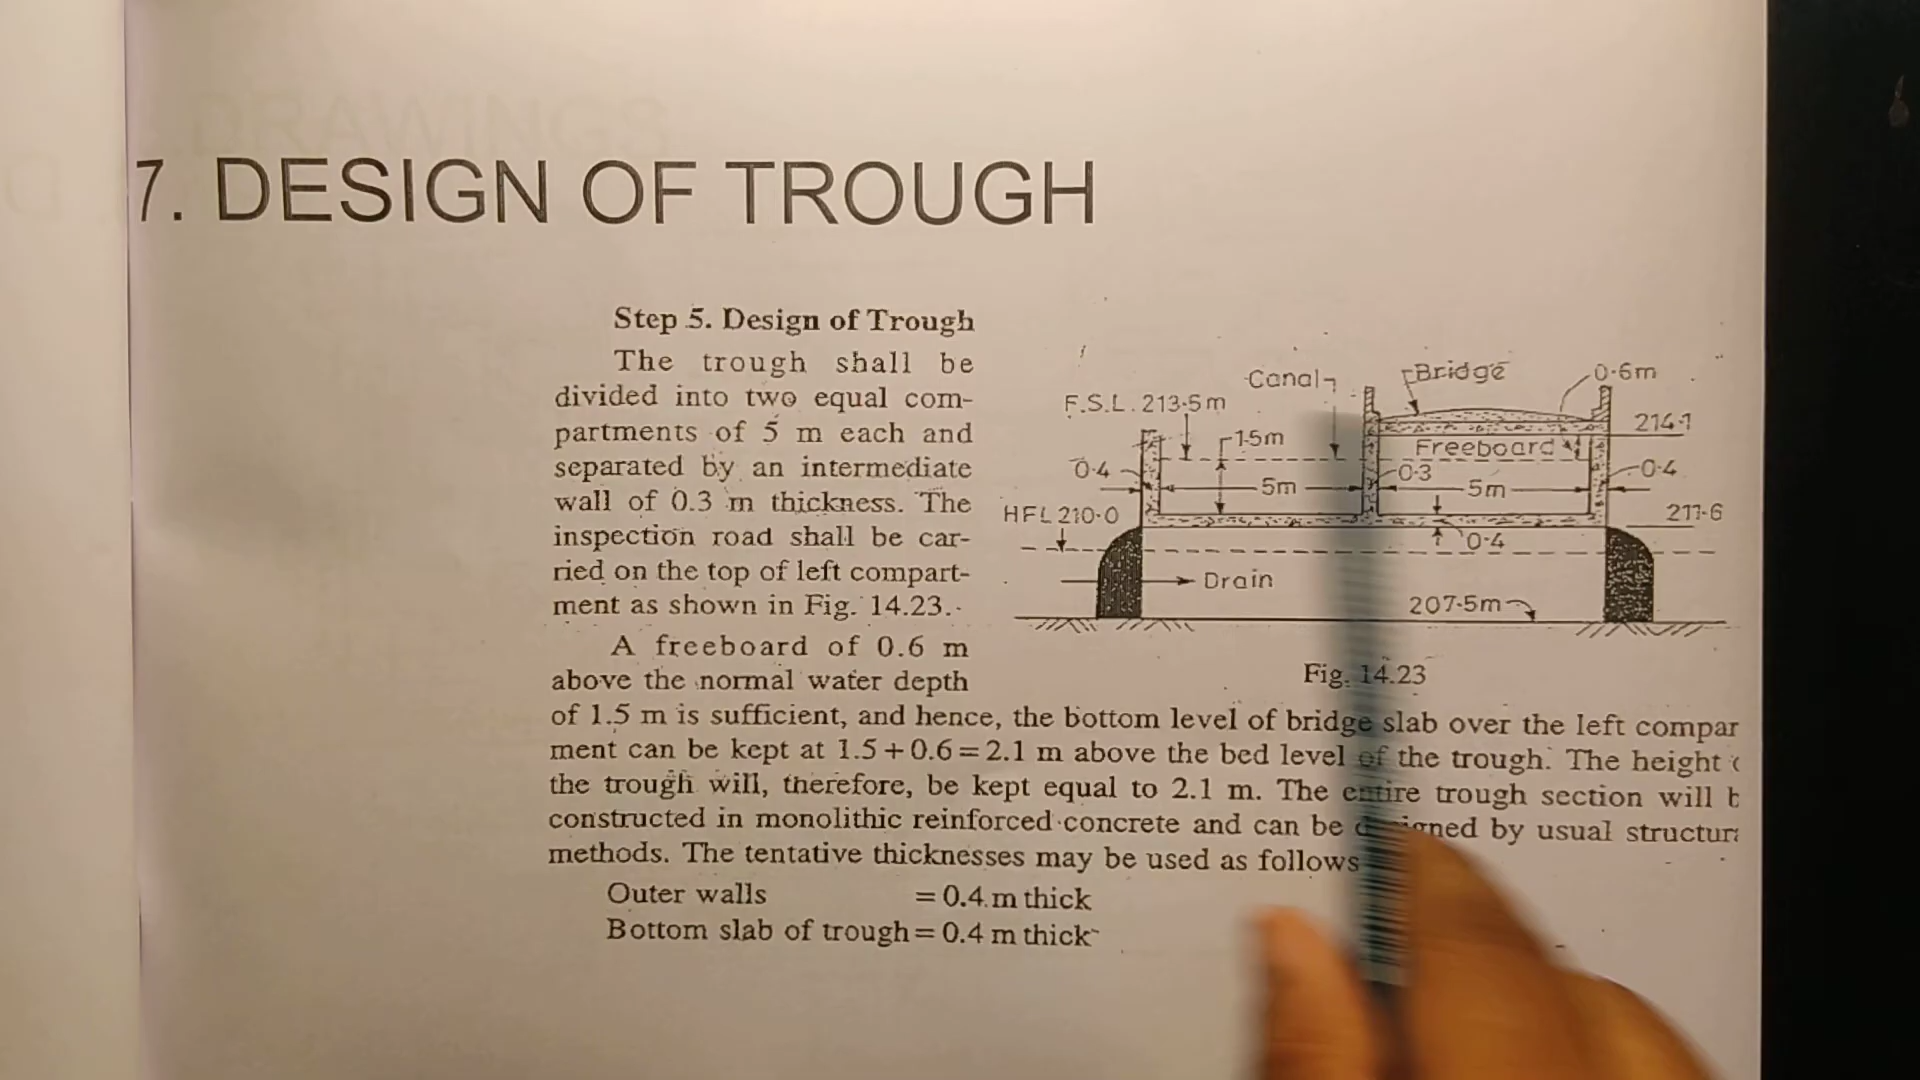 7. DESIGN OF TROUGH
Step 5. Design of Trough
The trough shall be
divided into two equal com-
partments of 5 m each and
separated by an intermediate
wall of 0.3 m thickness. The
inspection road shall be car-
ried on the top of left compart-
ment as shown in Fig. 14.23.
A freeboard of 0.6 m
above the normal water depth
of 1.5 m is sufficient, and hence, the bottom level of bridge slab over the left compar
ment can be kept at 1.5+0.6=2.1 m above the bed level of the trough. The height
the trough will, therefore, be kept equal to 2.1 m. The entire trough section will b
constructed in monolithic reinforced concrete and can be by usual structur
methods. The tentative thicknesses may be used as follows
Outer walls = 0.4 m thick
Bottom slab of trough = 0.4 m thick
Canal
Bridge
0.6m
F.S.L. 213.5m
214.1
1.5m
Freeboard
0.4
0.3
0.4
5m
5m
HFL 210.0
211.6
0.4
Drain
207.5m
Fig. 14.23